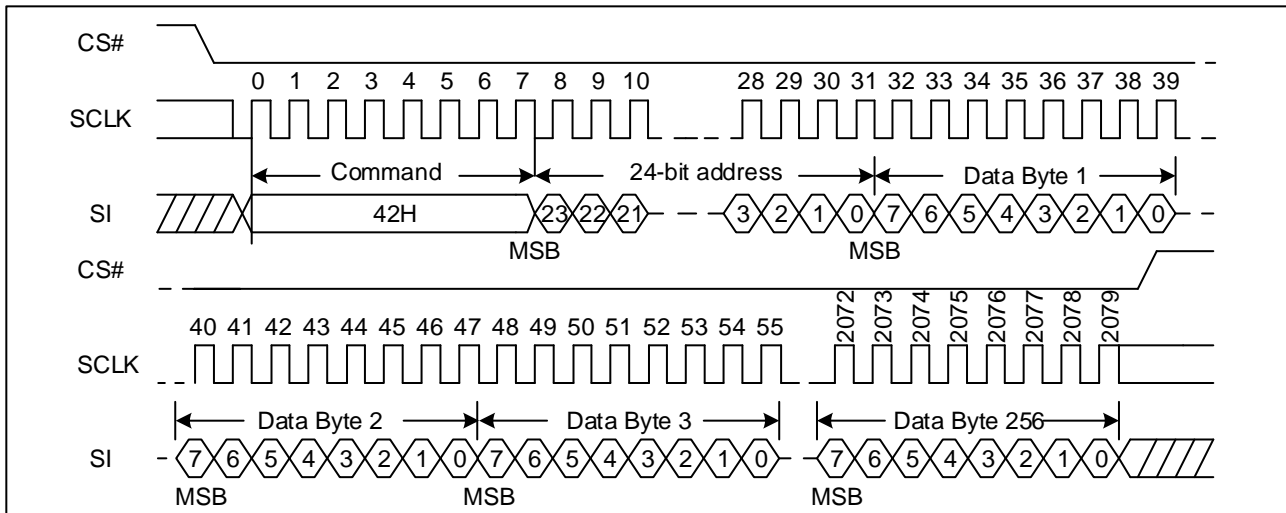 CS#
0 1 2 3 4 5 6 7 8 9 10 28 29 30 31 32 33 34 35 36 37 38 39
SCLK
Command 24-bit address Data Byte 1
SI 42H 23 22 21 3 2 1 0 7 6 5 4 3 2 1 0
MSB MSB
CS#
40 41 42 43 44 45 46 47 48 49 50 51 52 53 54 55 2072 2073 2074 2075 2076 2077 2078 2079
SCLK
Data Byte 2 Data Byte 3 Data Byte 256
SI 7 6 5 4 3 2 1 0 7 6 5 4 3 2 1 0 7 6 5 4 3 2 1 0
MSB MSB MSB